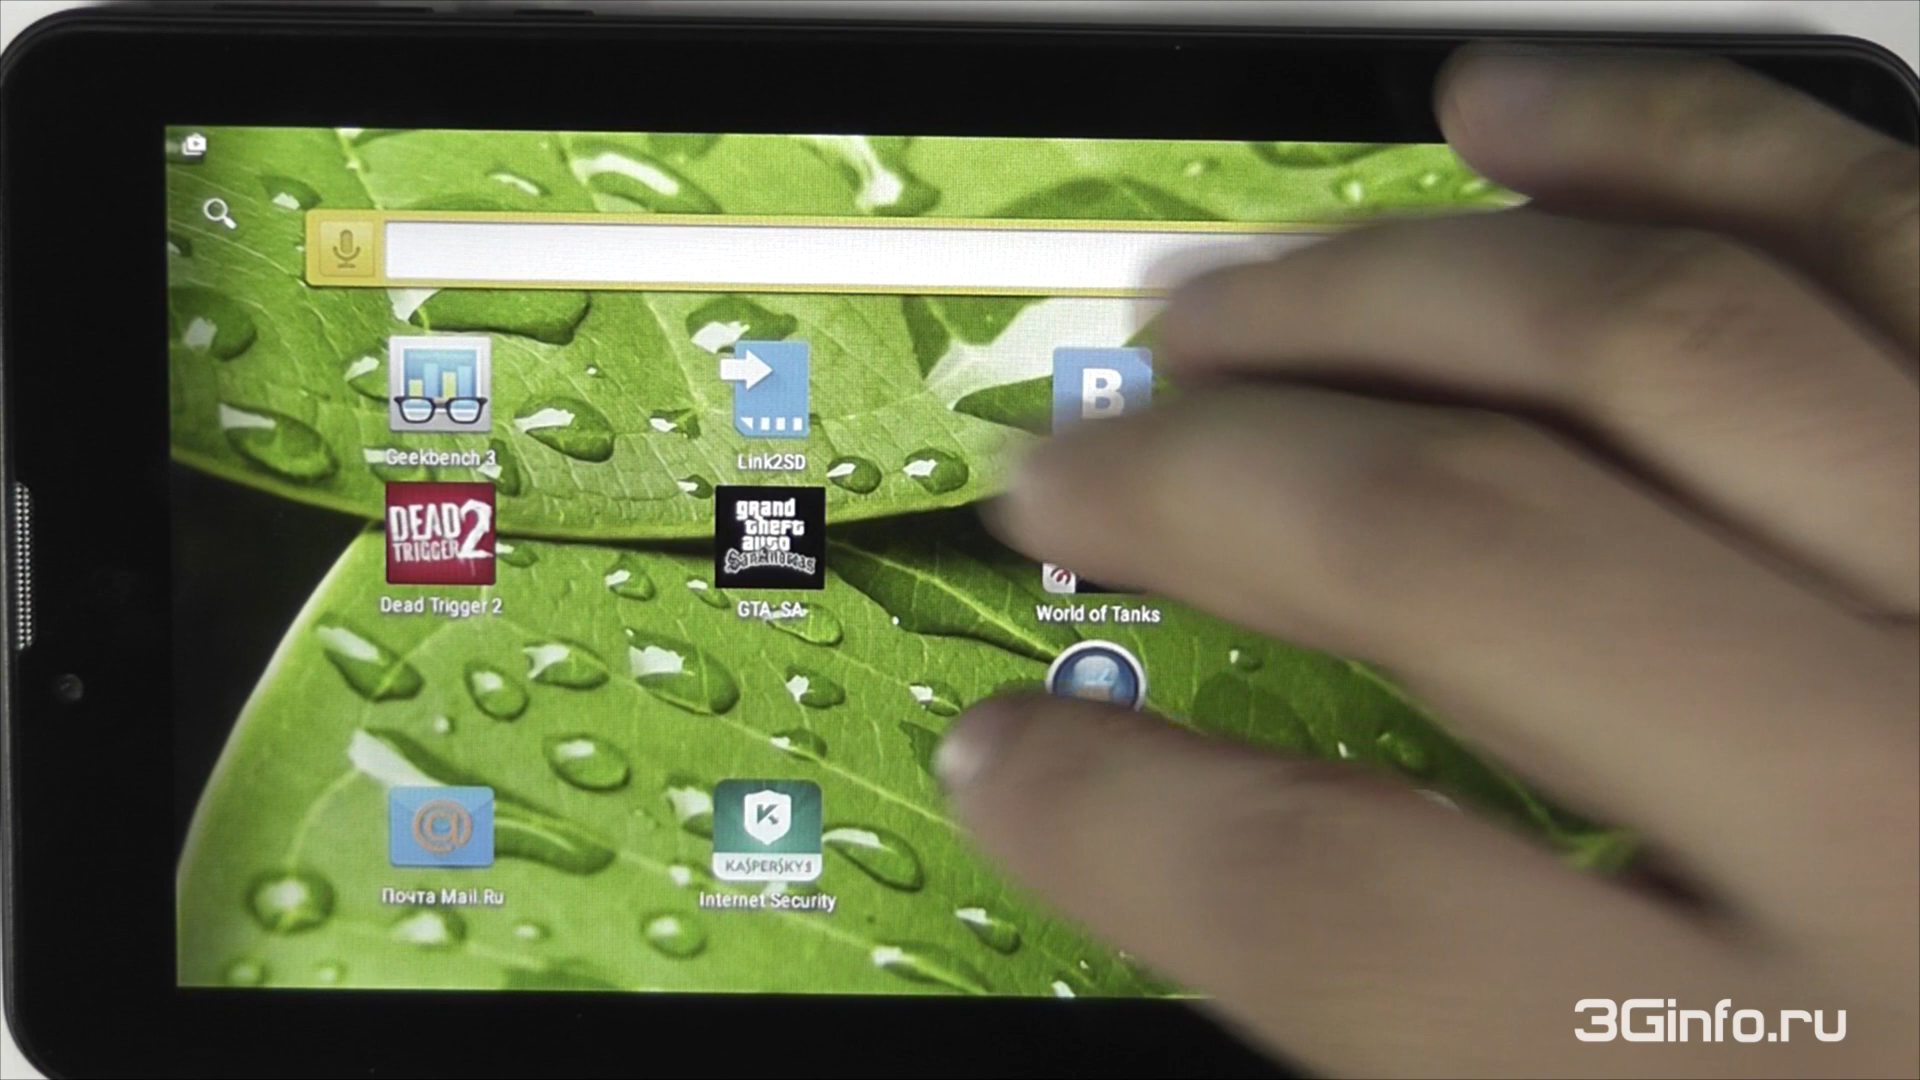 B
Geekbench 3
Link2SD
DEAD 2
TRIGGER
grand
theft
auto
San Andreas
Dead Trigger 2
GTA SA
World of Tanks
@
K
KASPERSKY
Почта Mail.Ru
Internet Security
3Ginfo.ru